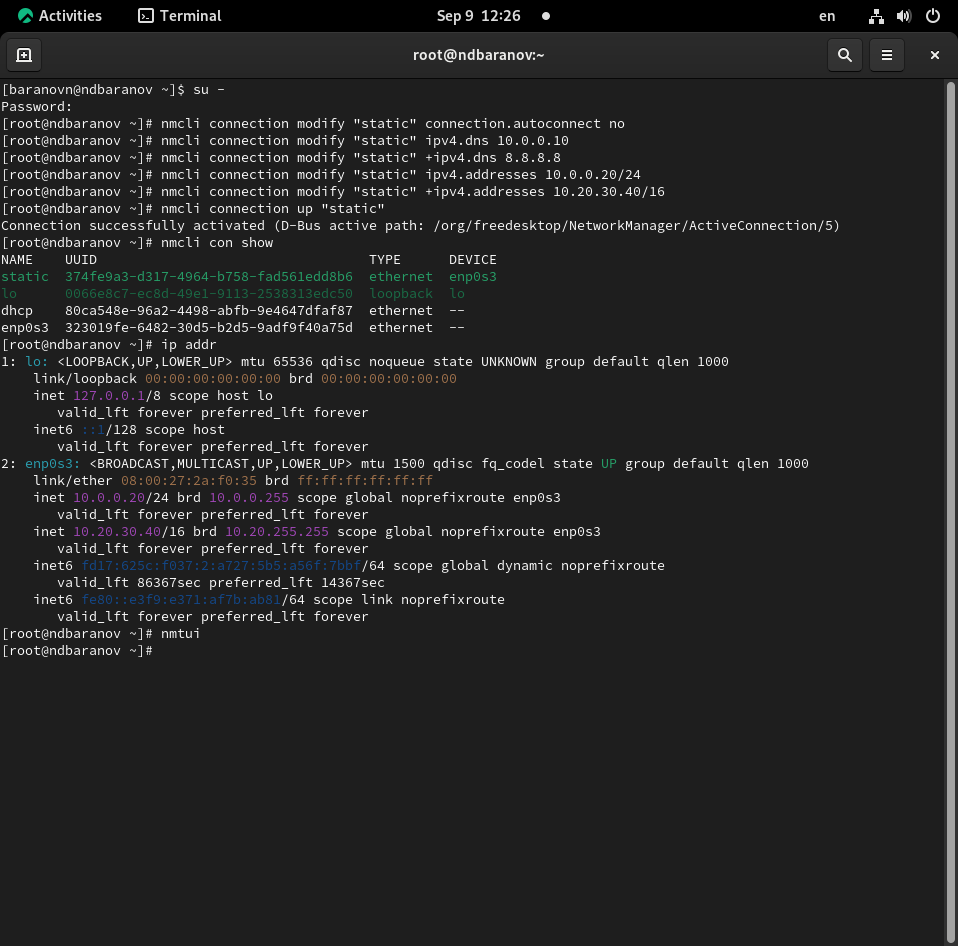 Activities Terminal Sep 9 12:26 en
root@ndbaranov:~
[baranovn@ndbaranov ~]$ su -
Password:
[root@ndbaranov ~]# nmcli connection modify "static" connection.autoconnect no
[root@ndbaranov ~]# nmcli connection modify "static" ipv4.dns 10.0.0.10
[root@ndbaranov ~]# nmcli connection modify "static" +ipv4.dns 8.8.8.8
[root@ndbaranov ~]# nmcli connection modify "static" ipv4.addresses 10.0.0.20/24
[root@ndbaranov ~]# nmcli connection modify "static" +ipv4.addresses 10.20.30.40/16
[root@ndbaranov ~]# nmcli connection up "static"
Connection successfully activated (D-Bus active path: /org/freedesktop/NetworkManager/ActiveConnection/5)
[root@ndbaranov ~]# nmcli con show
NAME    UUID                                  TYPE      DEVICE
static  374fe9a3-d317-4964-b758-fad561edd8b6  ethernet  enp0s3
lo      0066e8c7-ec8d-49e1-9113-2538313edc50  loopback  lo
dhcp    80ca548e-96a2-4498-abfb-9e4647dfaf87  ethernet  --
enp0s3  323019fe-6482-30d5-b2d5-9adf9f40a75d  ethernet  --
[root@ndbaranov ~]# ip addr
1: lo: <LOOPBACK,UP,LOWER_UP> mtu 65536 qdisc noqueue state UNKNOWN group default qlen 1000
    link/loopback 00:00:00:00:00:00 brd 00:00:00:00:00:00
    inet 127.0.0.1/8 scope host lo
       valid_lft forever preferred_lft forever
    inet6 ::1/128 scope host
       valid_lft forever preferred_lft forever
2: enp0s3: <BROADCAST,MULTICAST,UP,LOWER_UP> mtu 1500 qdisc fq_codel state UP group default qlen 1000
    link/ether 08:00:27:2a:f0:35 brd ff:ff:ff:ff:ff:ff
    inet 10.0.0.20/24 brd 10.0.0.255 scope global noprefixroute enp0s3
       valid_lft forever preferred_lft forever
    inet 10.20.30.40/16 brd 10.20.255.255 scope global noprefixroute enp0s3
       valid_lft forever preferred_lft forever
    inet6 fd17:625c:f037:2:a727:5b5:a56f:7bbf/64 scope global dynamic noprefixroute
       valid_lft 86367sec preferred_lft 14367sec
    inet6 fe80::e3f9:e371:af7b:ab81/64 scope link noprefixroute
       valid_lft forever preferred_lft forever
[root@ndbaranov ~]# nmtui
[root@ndbaranov ~]#